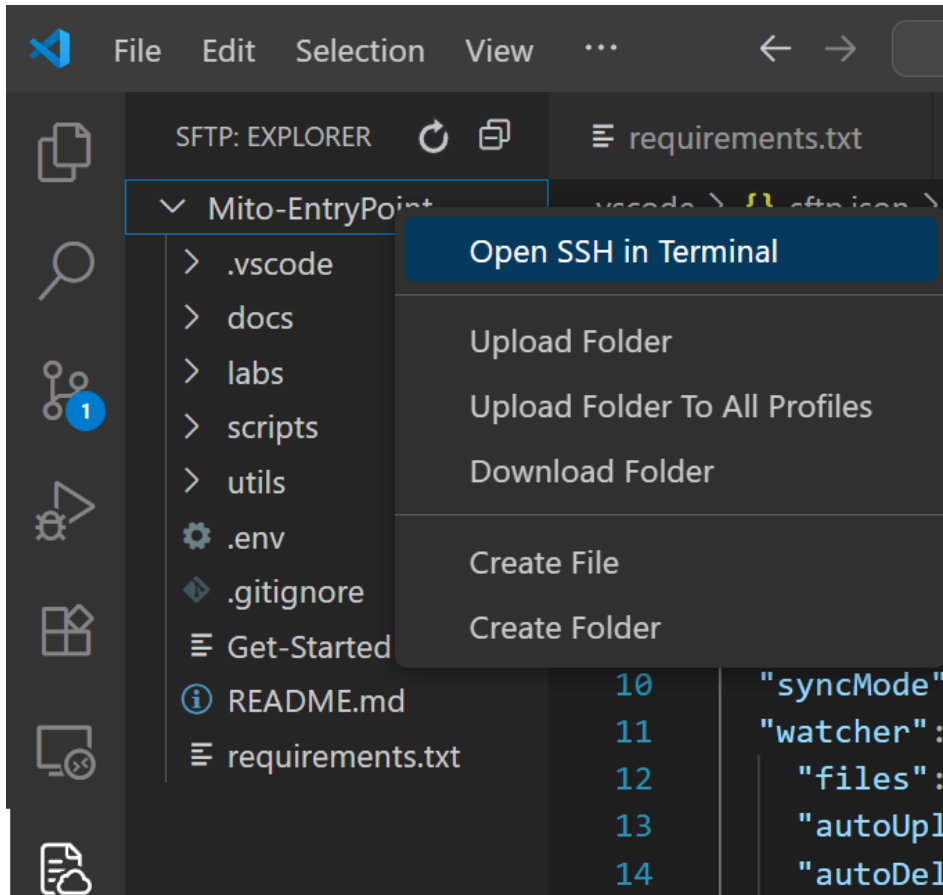 File Edit Selection View ···
SFTP: EXPLORER
requirements.txt
Mito-EntryPoint
.vscode
docs
labs
scripts
utils
.env
.gitignore
Get-Started
README.md
requirements.txt
Open SSH in Terminal
Upload Folder
Upload Folder To All Profiles
Download Folder
Create File
Create Folder
1
10 "syncMode"
11 "watcher":
12 "files":
13 "autoUpl
14 "autoDel